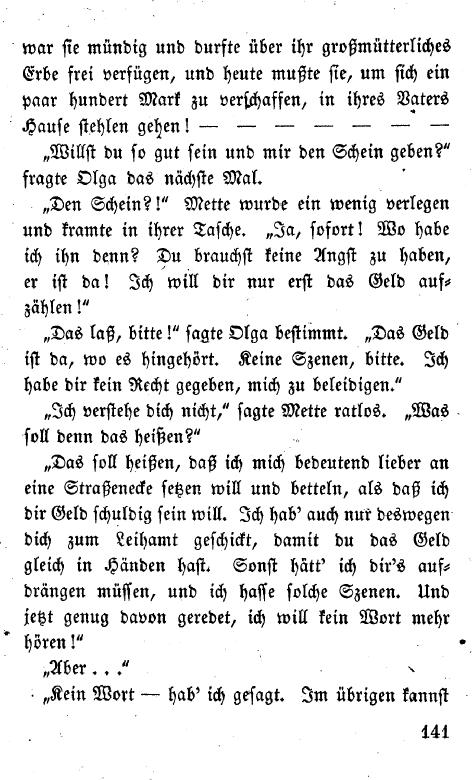 war sie mündig und durfte über ihr großmütterliches
Erbe frei verfügen, und heute mußte sie, um sich ein
paar hundert Mark zu verschaffen, in ihres Vaters
Hause stehlen gehen! — — — — — — —
„Willst du so gut sein und mir den Schein geben?“
fragte Olga das nächste Mal.
„Den Schein?!“ Mette wurde ein wenig verlegen
und kramte in ihrer Tasche. „Ja, sofort! Wo habe
ich ihn denn? Du brauchst keine Angst zu haben,
er ist da! Ich will dir nur erst das Geld auf-
zählen!“
„Das laß, bitte!“ sagte Olga bestimmt. „Das Geld
ist da, wo es hingehört. Keine Szenen, bitte. Ich
habe dir kein Recht gegeben, mich zu beleidigen.“
„Ich verstehe dich nicht,“ sagte Mette ratlos. „Was
soll denn das heißen?“
„Das soll heißen, daß ich mich bedeutend lieber an
eine Straßenecke setzen will und betteln, als daß ich
dir Geld schuldig sein will. Ich hab' auch nur deswegen
dich zum Leihamt geschickt, damit du das Geld
gleich in Händen hast. Sonst hätt' ich dir's auf-
drängen müssen, und ich hasse solche Szenen. Und
jetzt genug davon geredet, ich will kein Wort mehr
hören!“
„Aber . . .“
„Kein Wort — hab' ich gesagt. Im übrigen kannst
141